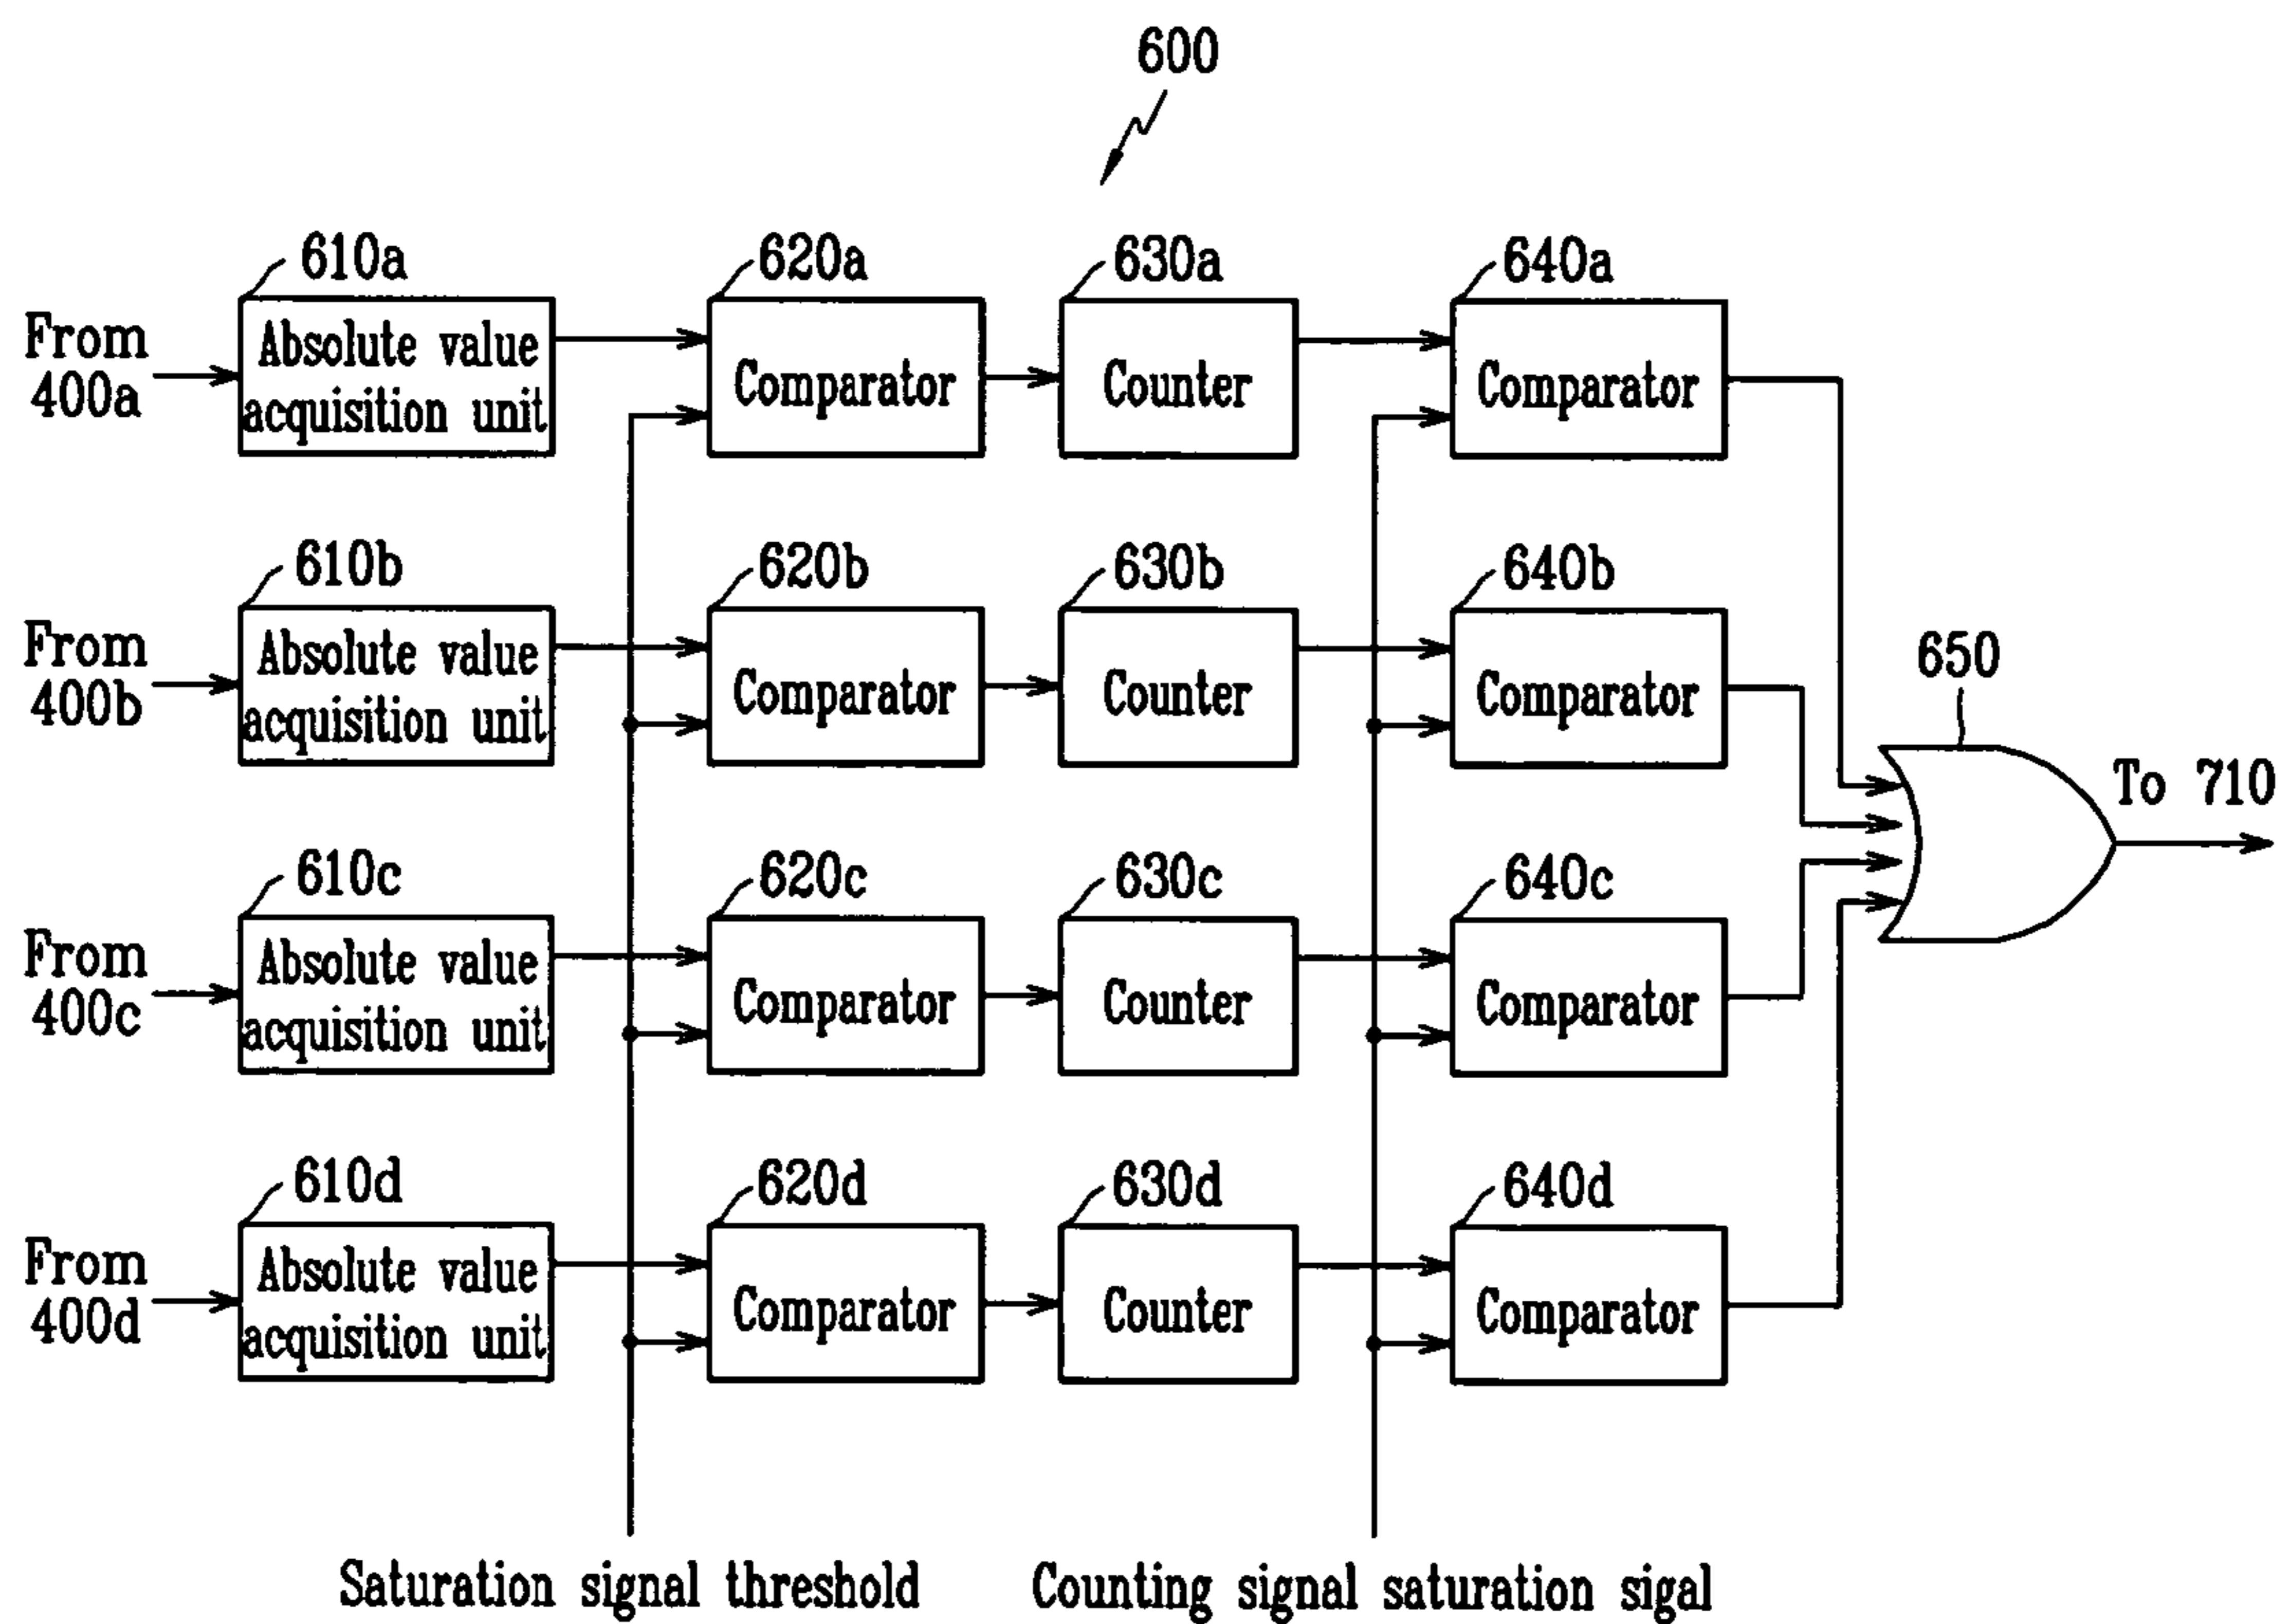 600
610a
620a
630a
640a
From
400a
Absolute value
acquisition unit
Comparator
Counter
Comparator
610b
620b
630b
640b
From
400b
Absolute value
acquisition unit
Comparator
Counter
Comparator
650
To 710
610c
620c
630c
640c
From
400c
Absolute value
acquisition unit
Comparator
Counter
Comparator
610d
620d
630d
640d
From
400d
Absolute value
acquisition unit
Comparator
Counter
Comparator
Saturation signal threshold
Counting signal saturation sigal